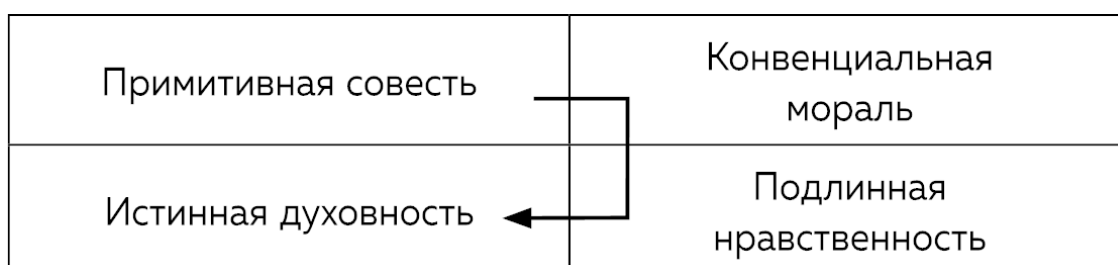 Примитивная совесть
Конвенциальная
мораль
Истинная духовность
Подлинная
нравственность